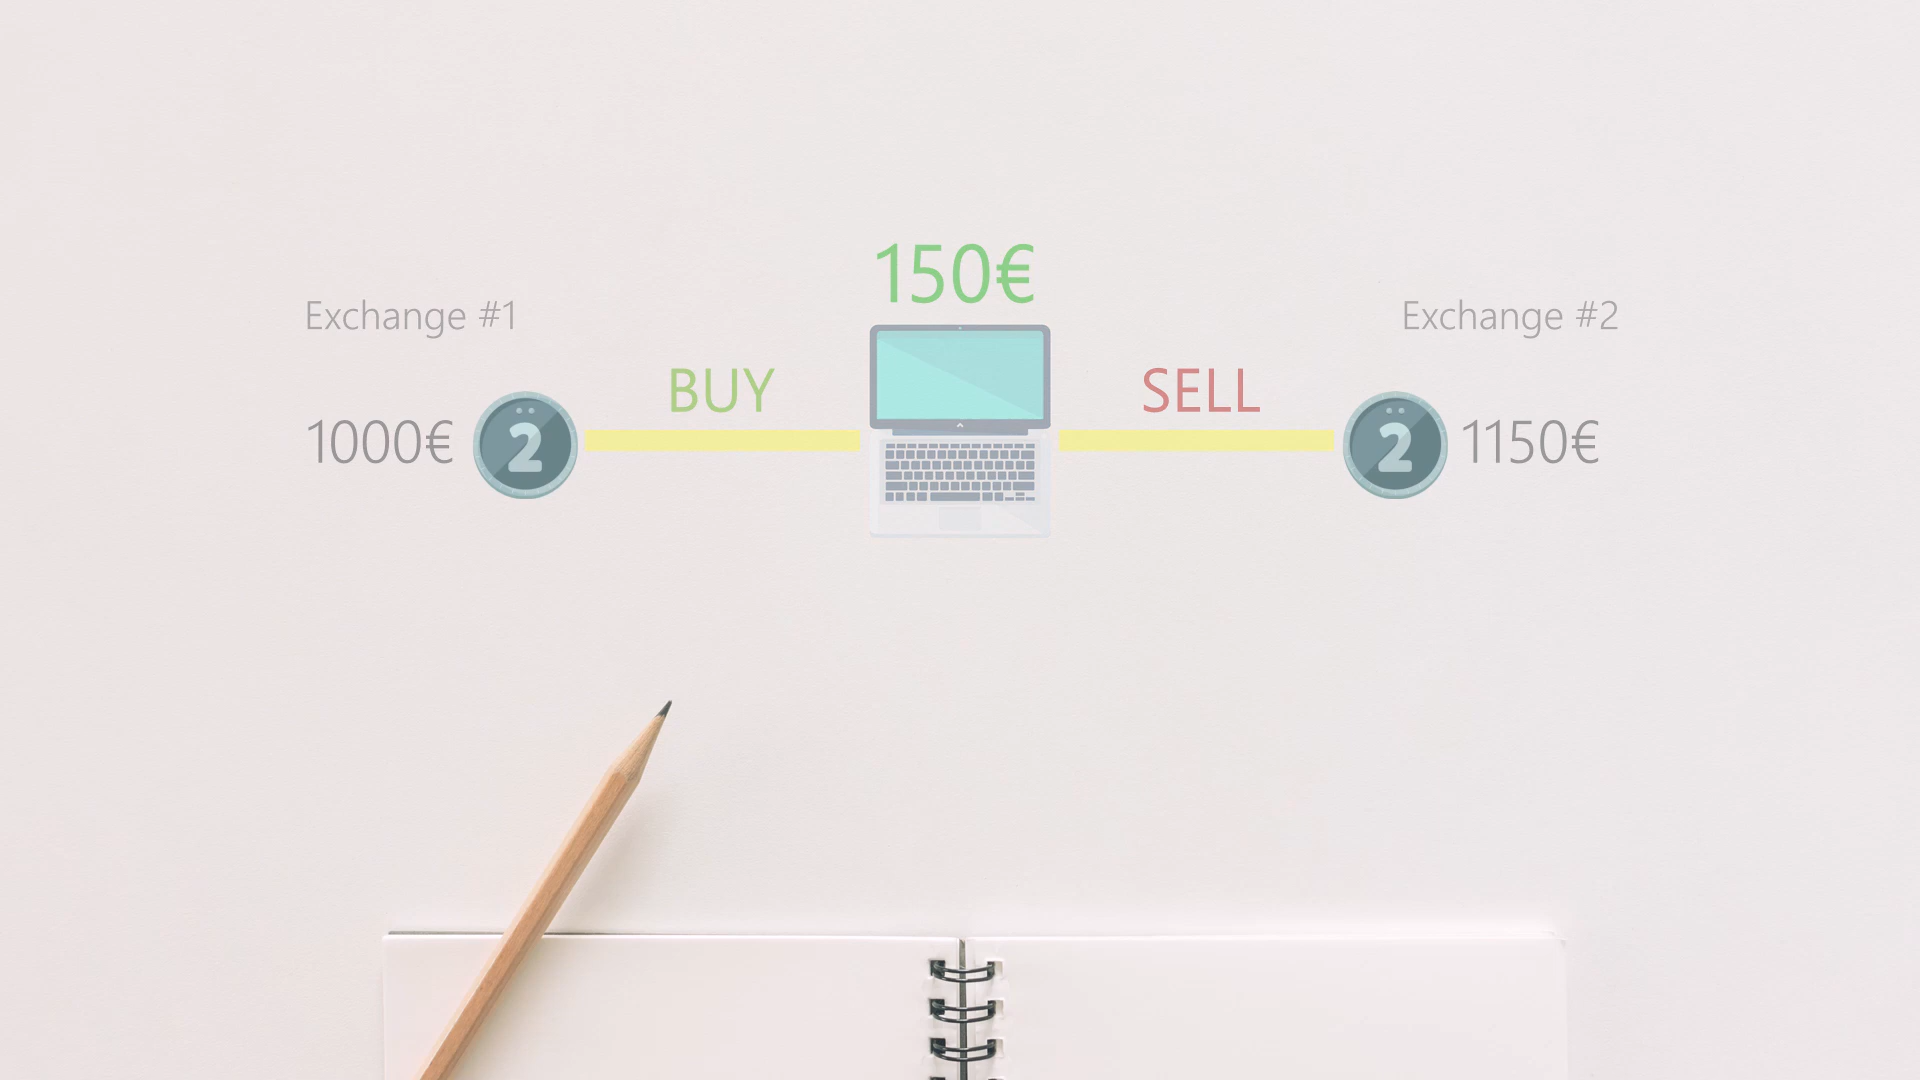 150€
Exchange #1
Exchange #2
BUY
SELL
1000€
2
2
1150€